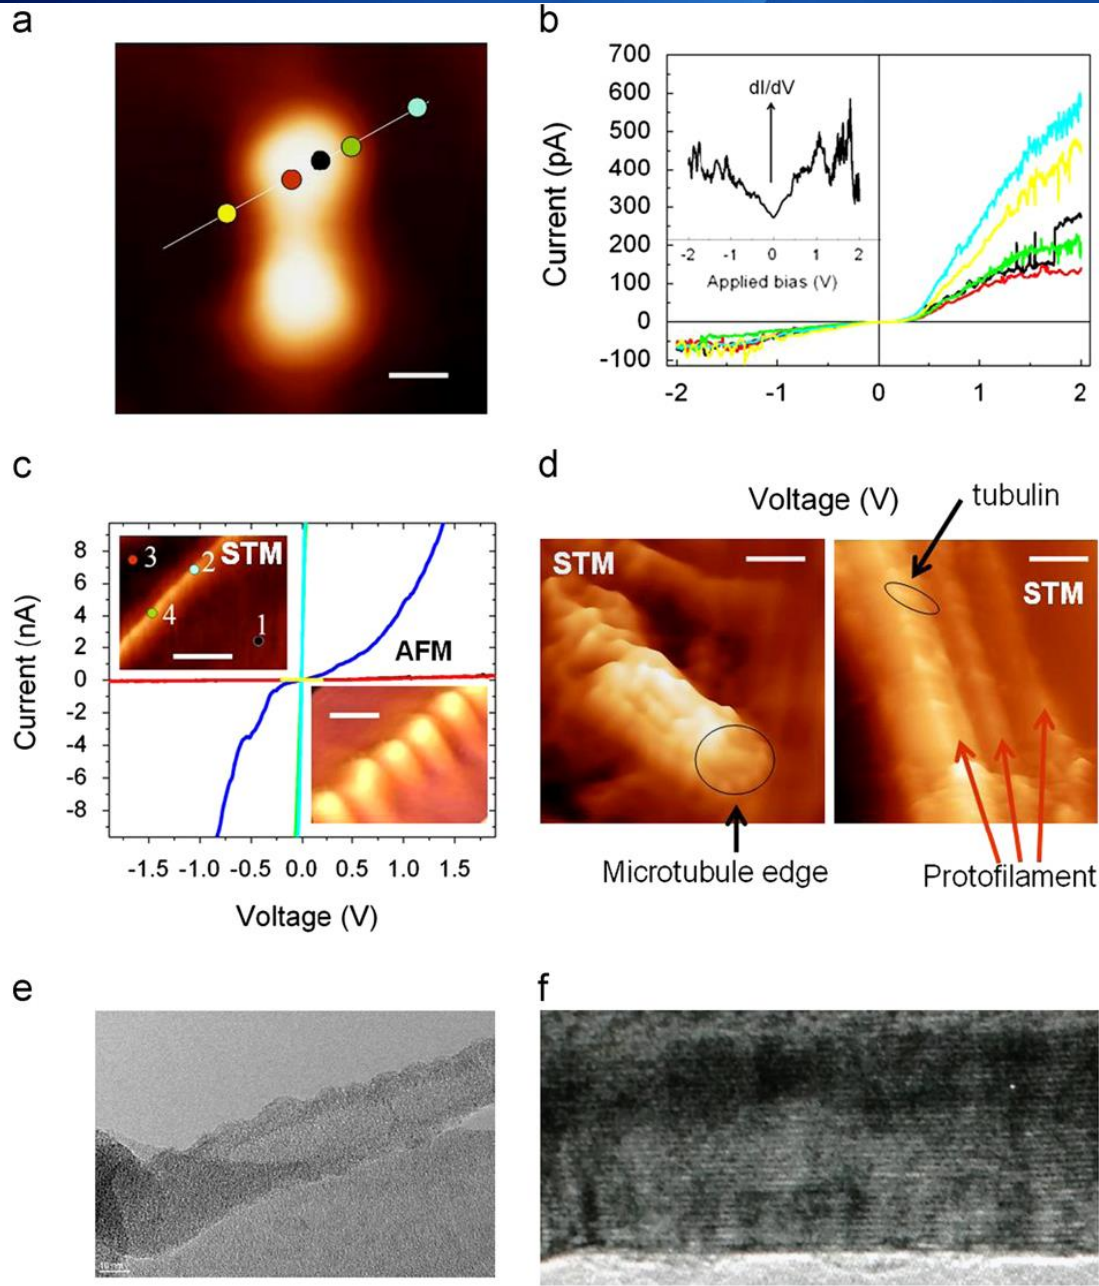 a
b
700
600
500
400
300
200
100
0
-100
Current (pA)
dI/dV
-2 -1 0 1 2
Applied bias (V)
-2 -1 0 1 2
Voltage (V)
c
8
6
4
2
0
-2
-4
-6
-8
Current (nA)
STM
3
2
4
1
AFM
-1.5 -1.0 -0.5 0.0 0.5 1.0 1.5
Voltage (V)
d
tubulin
STM
STM
Microtubule edge
Protofilament
e
f